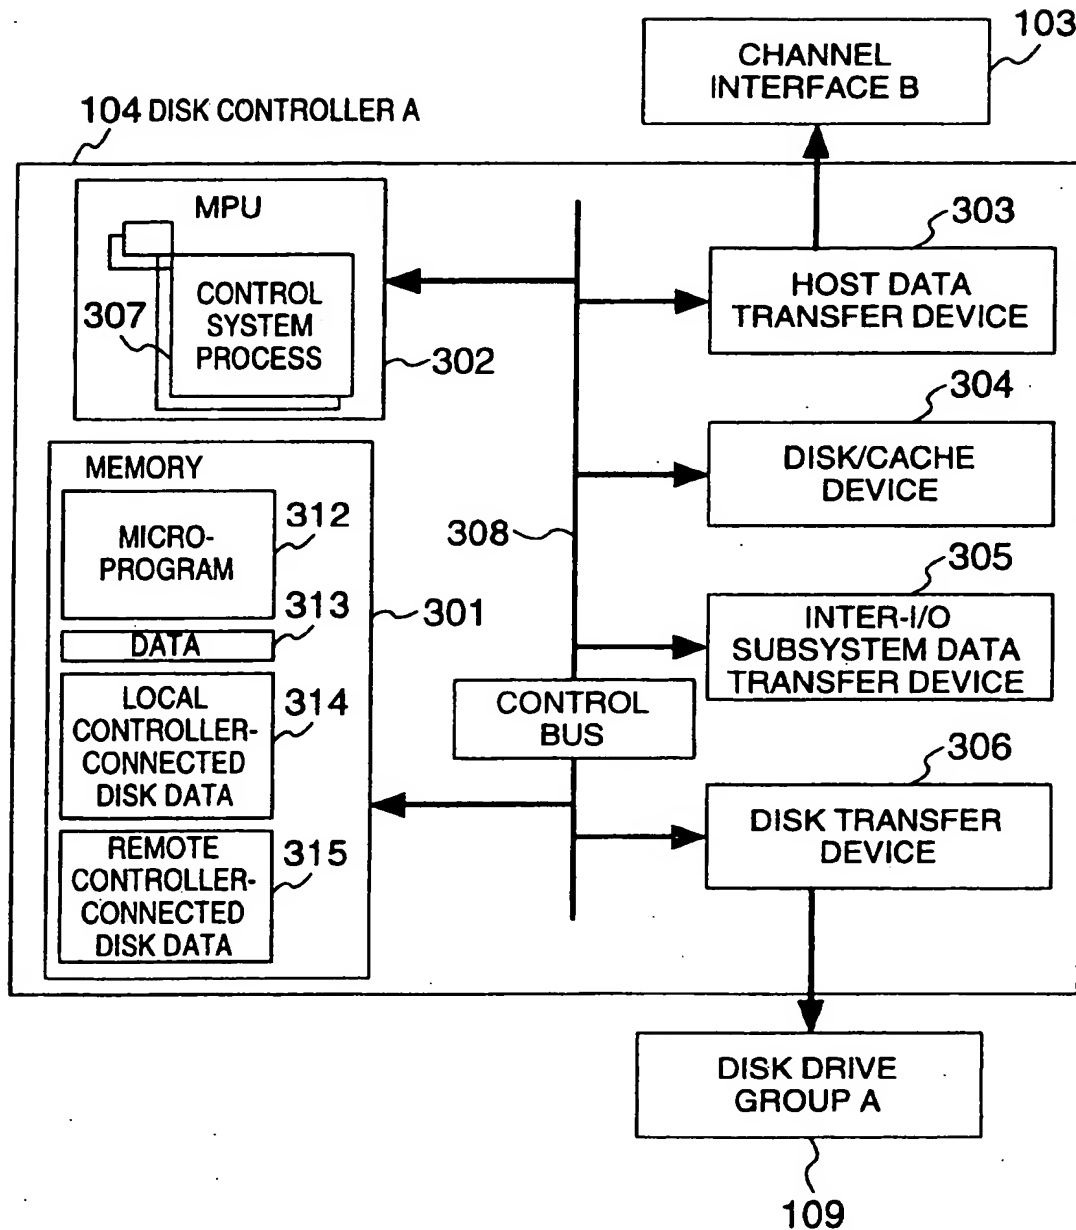 103
CHANNEL
INTERFACE B
104 DISK CONTROLLER A
MPU
307
CONTROL
SYSTEM
PROCESS
302
303
HOST DATA
TRANSFER DEVICE
304
DISK/CACHE
DEVICE
308
305
INTER-I/O
SUBSYSTEM DATA
TRANSFER DEVICE
CONTROL
BUS
306
DISK TRANSFER
DEVICE
MEMORY
MICRO-
PROGRAM
312
313
DATA
301
LOCAL
CONTROLLER-
CONNECTED
DISK DATA
314
REMOTE
CONTROLLER-
CONNECTED
DISK DATA
315
DISK DRIVE
GROUP A
109